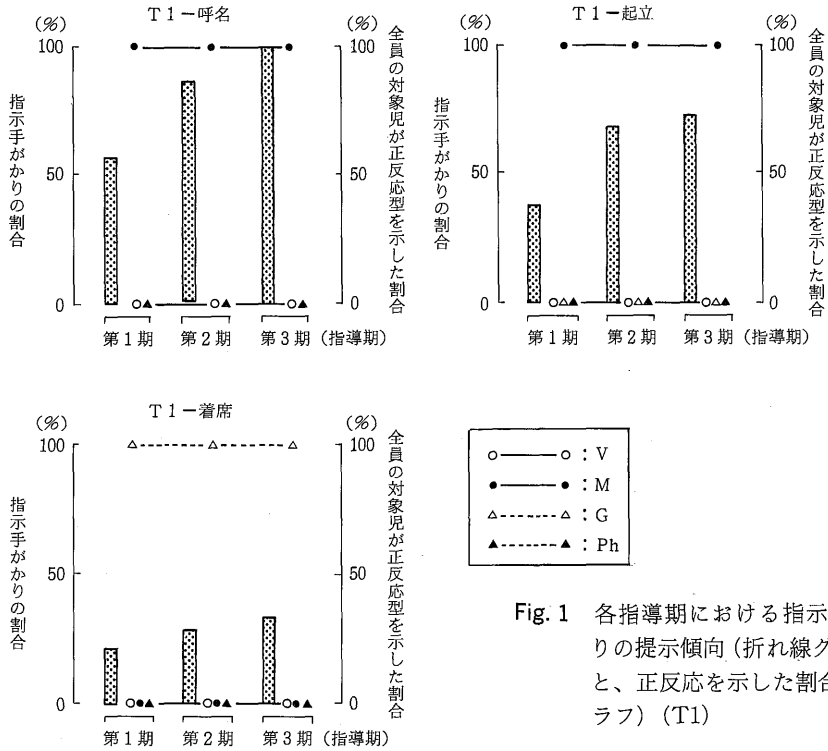 T1－呼名
(%)
(%)
100
50
0
100
50
0
指示手がかりの割合
全員の対象児が正反応型を示した割合
第1期 第2期 第3期 (指導期)
T1－起立
(%)
(%)
100
50
0
100
50
0
指示手がかりの割合
全員の対象児が正反応型を示した割合
第1期 第2期 第3期 (指導期)
T1－着席
(%)
(%)
100
50
0
100
50
0
指示手がかりの割合
全員の対象児が正反応型を示した割合
第1期 第2期 第3期 (指導期)
：V
：M
：G
：Ph
Fig. 1 各指導期における指示
りの提示傾向（折れ線グ
と、正反応を示した割合
ラフ）(T1)